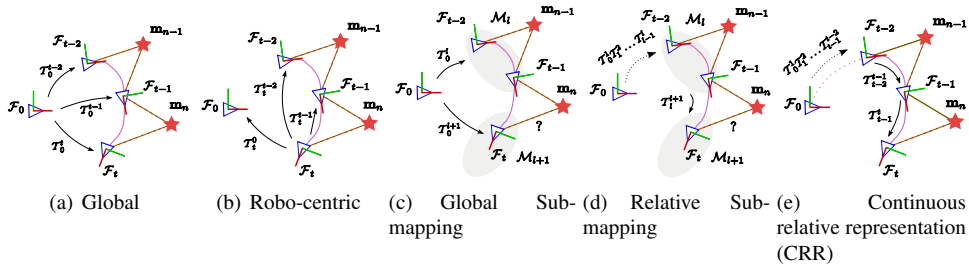 F_{t-2}
m_{n-1}
T_0^{t-2}
F_0
T_0^{t-1}
F_{t-1}
m_n
T_0^t
F_t
(a) Global
F_{t-2}
m_{n-1}
T_t^{t-2}
F_0
F_{t-1}
T_t^{t-1}
m_n
T_t^0
F_t
(b) Robo-centric
F_{t-2}
M_i
m_{n-1}
T_0^i
F_0
F_{t-1}
m_n
T_0^{i+1}
?
F_t
M_{i+1}
(c) Global Sub-
mapping
F_{t-2}
M_i
m_{n-1}
F_0
F_{t-1}
T_i^{i+1}
m_n
?
F_t
M_{i+1}
(d) Relative Sub-
mapping
F_{t-2}
m_{n-1}
F_0
T_{t-2}^{t-1}
F_{t-1}
m_n
T_{t-1}^t
F_t
(e) Continuous
relative representation
(CRR)